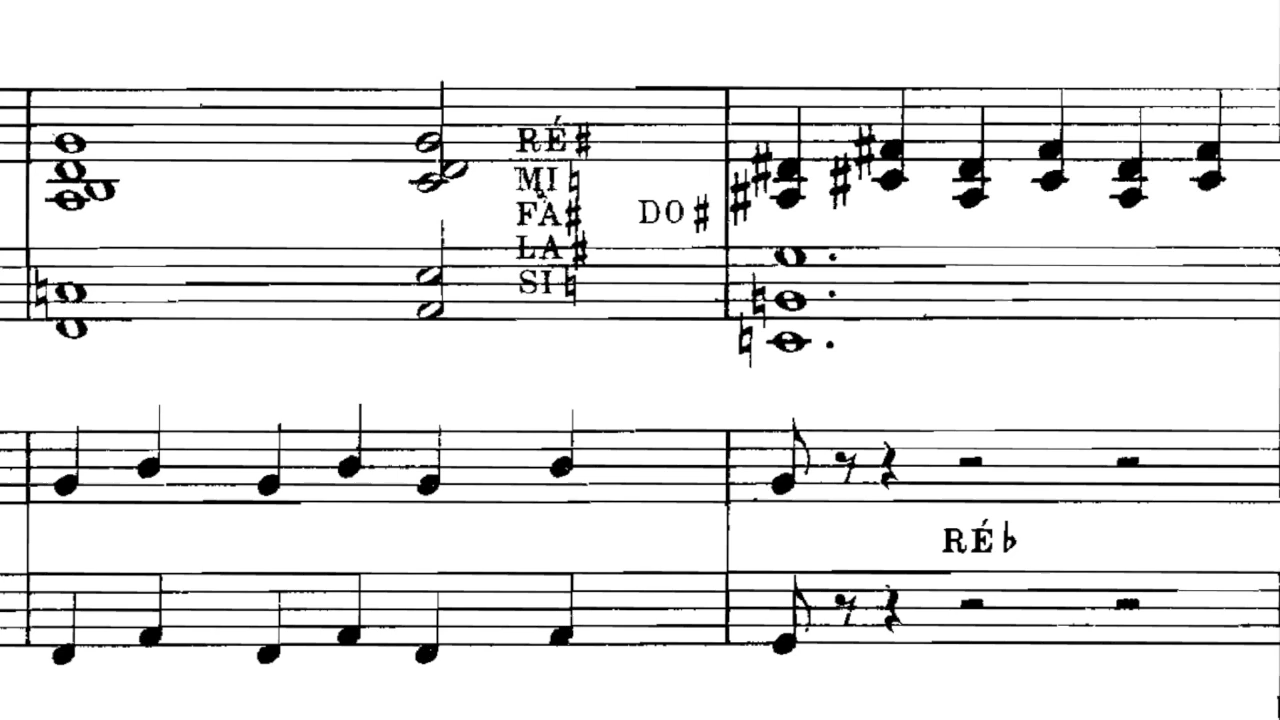 RÉ♯
MI♮
FA♯ DO♯
LA♯
SI♮
RÉ♭